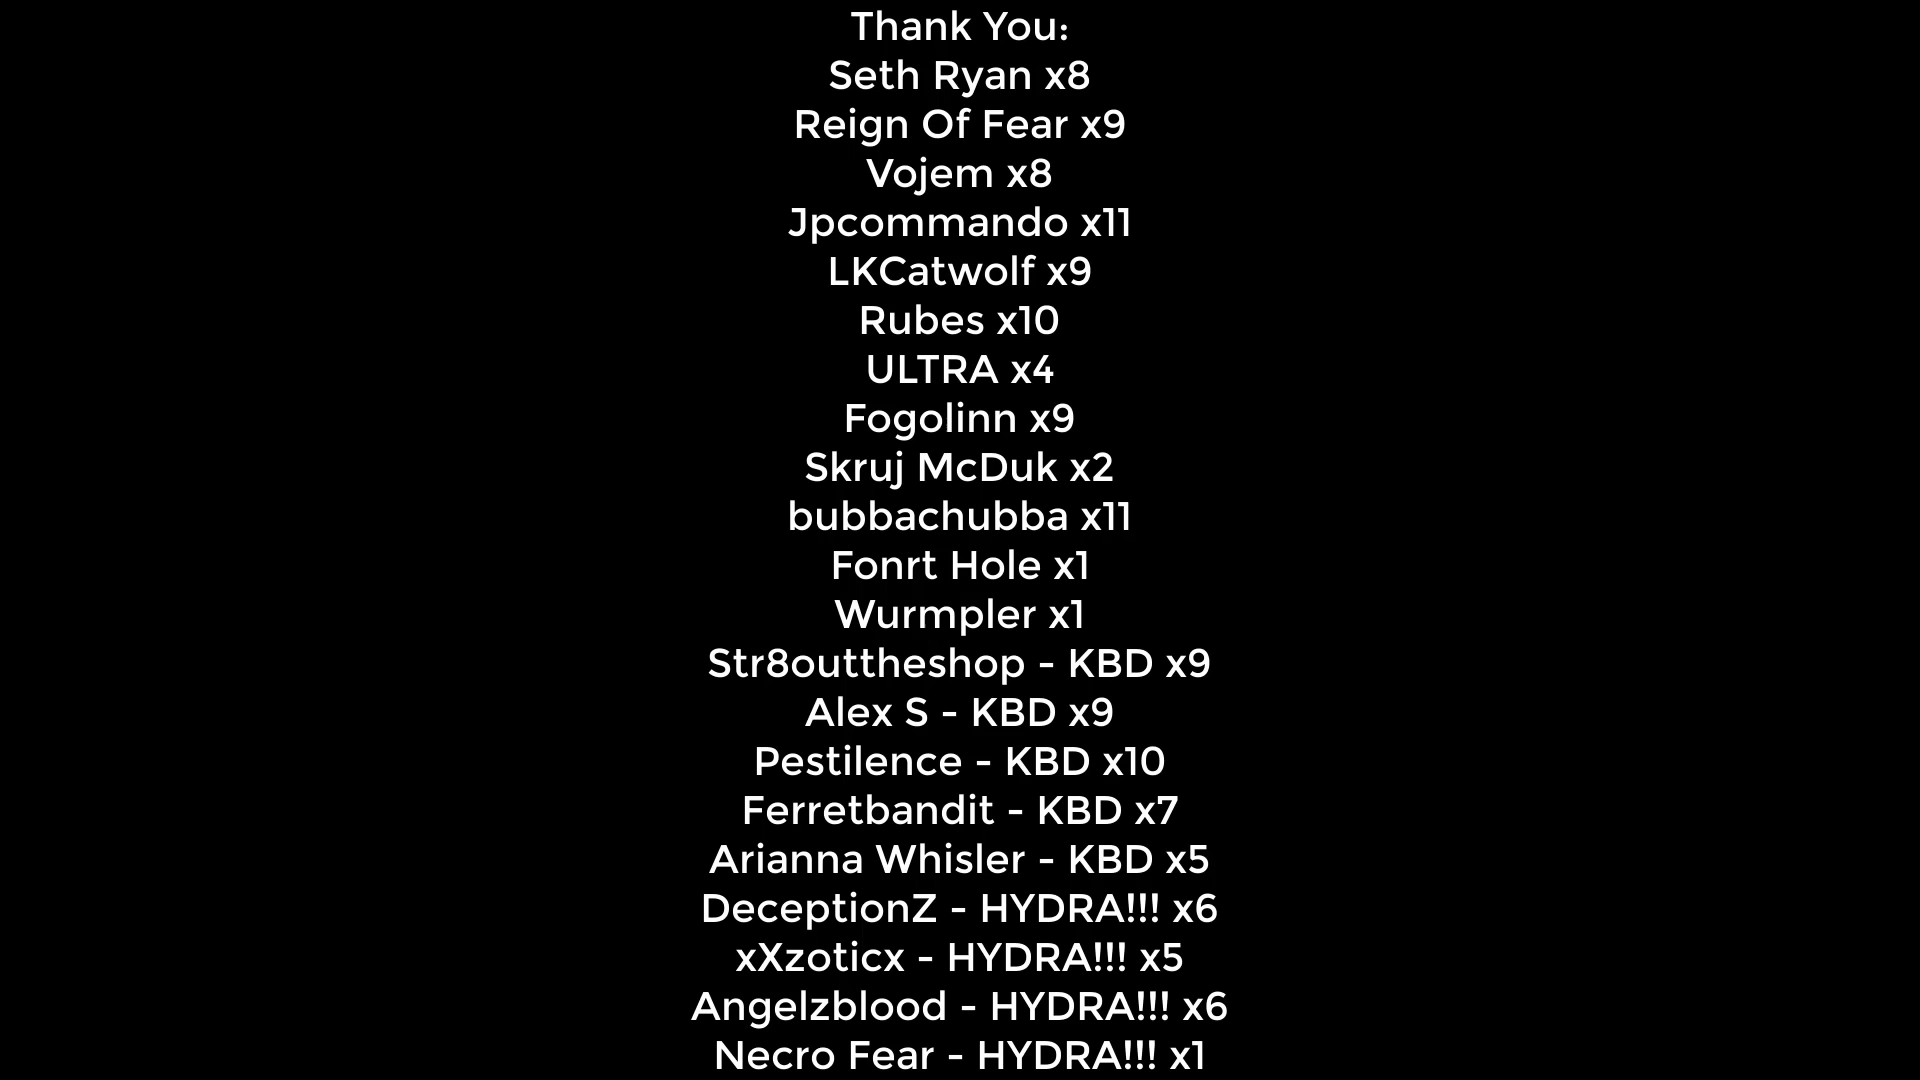 Thank You:
Seth Ryan x8
Reign Of Fear x9
Vojem x8
Jpcommando x11
LKCatwolf x9
Rubes x10
ULTRA x4
Fogolinn x9
Skruj McDuk x2
bubbachubba x11
Fonrt Hole x1
Wurmpler x1
Str8outtheshop - KBD x9
Alex S - KBD x9
Pestilence - KBD x10
Ferretbandit - KBD x7
Arianna Whisler - KBD x5
DeceptionZ - HYDRA!!! x6
xXzoticx - HYDRA!!! x5
Angelzblood - HYDRA!!! x6
Necro Fear - HYDRA!!! x1